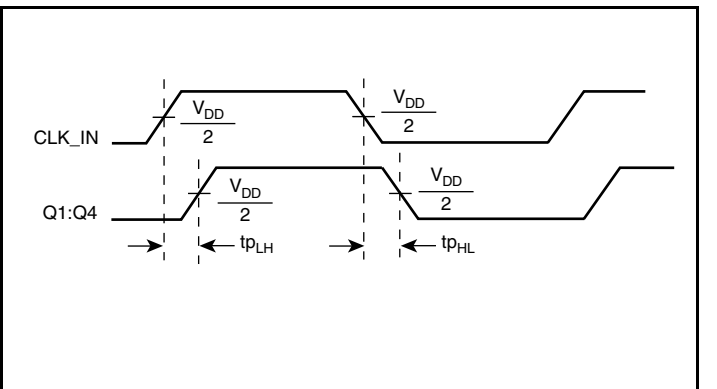 CLK_IN
V_DD
2
V_DD
2
Q1:Q4
V_DD
2
V_DD
2
tp_LH
tp_HL